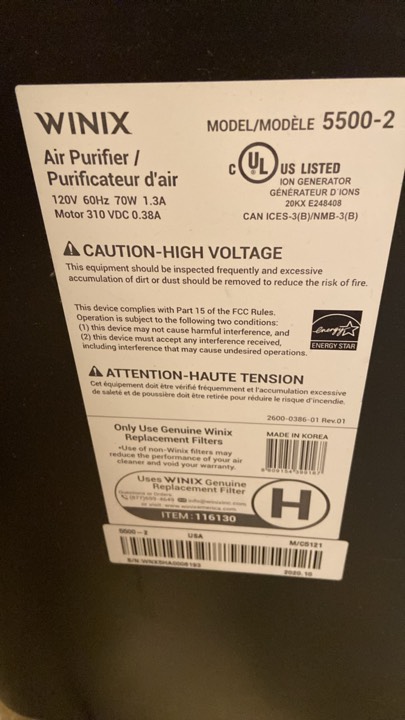 WINIX
MODEL/MODÈLE 5500-2
Air Purifier /
Purificateur d'air
120V 60Hz 70W 1.3A
Motor 310 VDC 0.38A
C UL US LISTED
ION GENERATOR
GÉNÉRATEUR D'IONS
20KX E248408
CAN ICES-3(B)/NMB-3(B)
CAUTION-HIGH VOLTAGE
This equipment should be inspected frequently and excessive
accumulation of dirt or dust should be removed to reduce the risk of fire.
This device complies with Part 15 of the FCC Rules.
Operation is subject to the following two conditions:
(1) this device may not cause harmful interference, and
(2) this device must accept any interference received,
including interference that may cause undesired operations.
energy
ENERGY STAR
ATTENTION-HAUTE TENSION
Cet équipement doit être vérifié fréquemment et l'accumulation excessive
de saleté et de poussière doit être retirée pour réduire le risque d'incendie.
2600-0386-01 Rev.01
Only Use Genuine Winix
Replacement Filters
*Use of non-Winix filters may
reduce the performance of your air
cleaner and void your warranty.
MADE IN KOREA
Uses WINIX Genuine
Replacement Filter
Questions or Orders,
H
ITEM:116130
5500-2
USA
M/C5121
2020.10